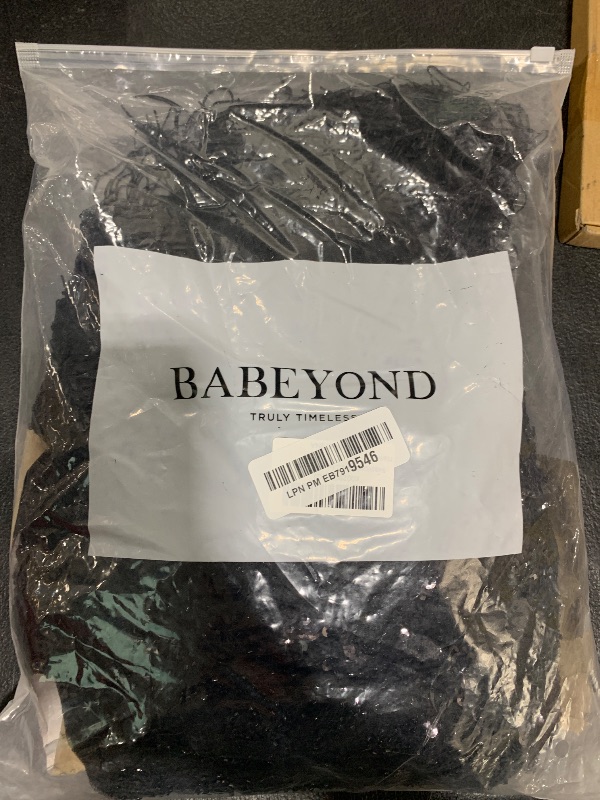 BABEYOND
TRULY TIMELESS
LPN PM EB7919546